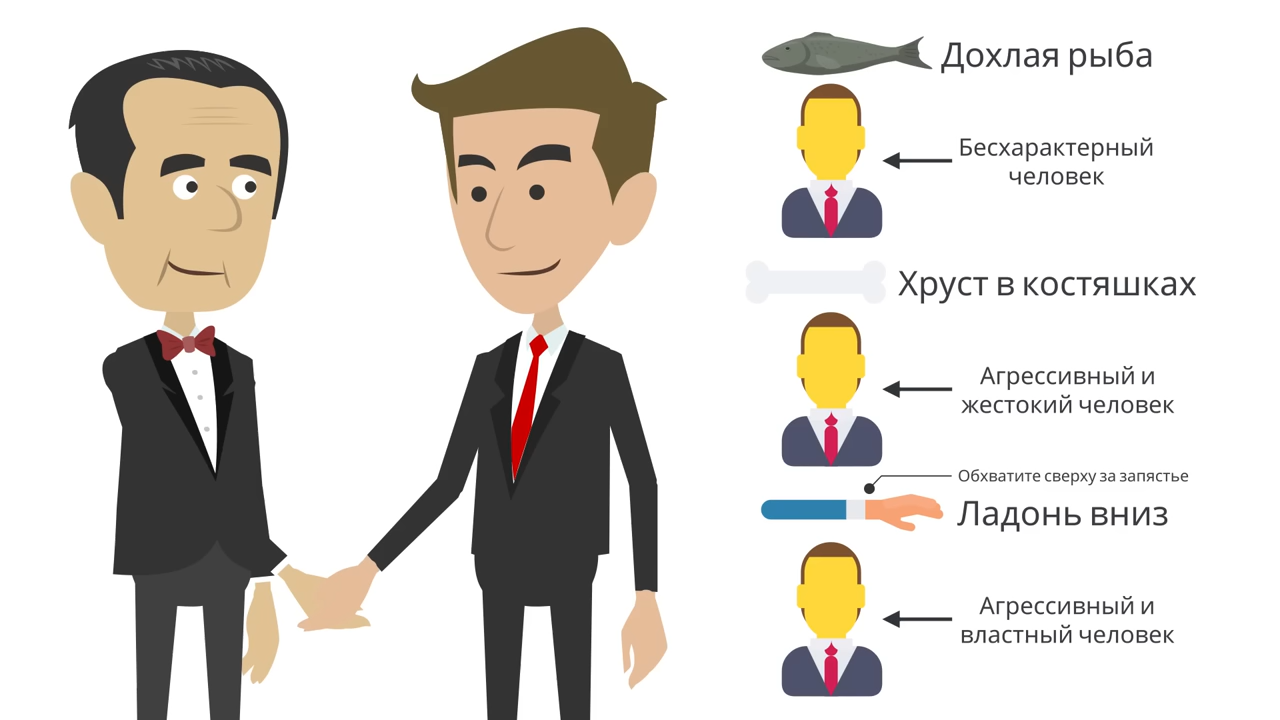 Дохлая рыба
Бесхарактерный
человек
Хруст в костяшках
Агрессивный и
жестокий человек
Обхватите сверху за запястье
Ладонь вниз
Агрессивный и
властный человек